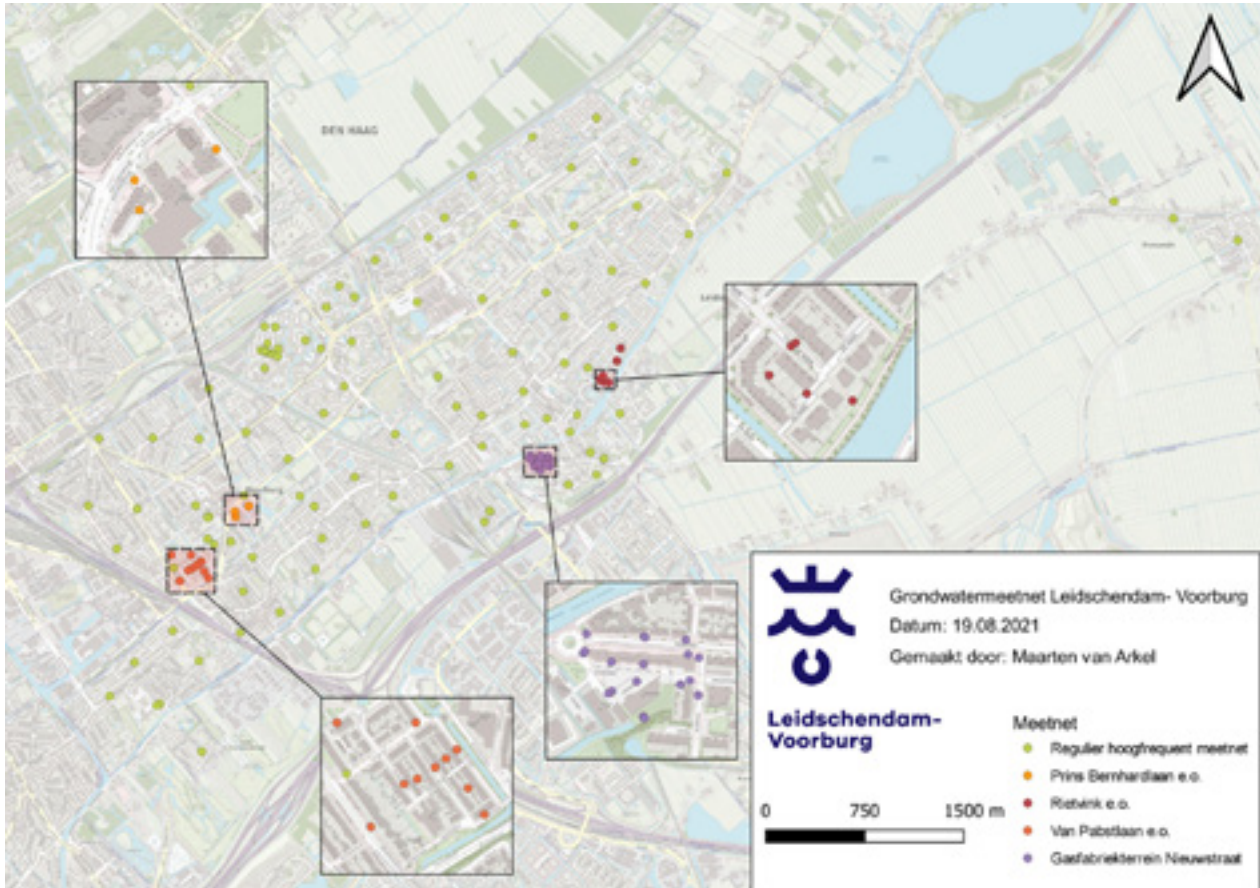 DEN HAAG
Grondwatermeetnet Leidschendam- Voorburg
Datum: 19.08.2021
Gemaakt door: Maarten van Arkel
Leidschendam-
Voorburg
Meetnet
Regulier hoogfrequent meetnet
Prins Bernhardlaan e.o.
Rietvink e.o.
Van Pabstlaan e.o.
Gasfabriekterrein Nieuwstraat
0 750 1500 m